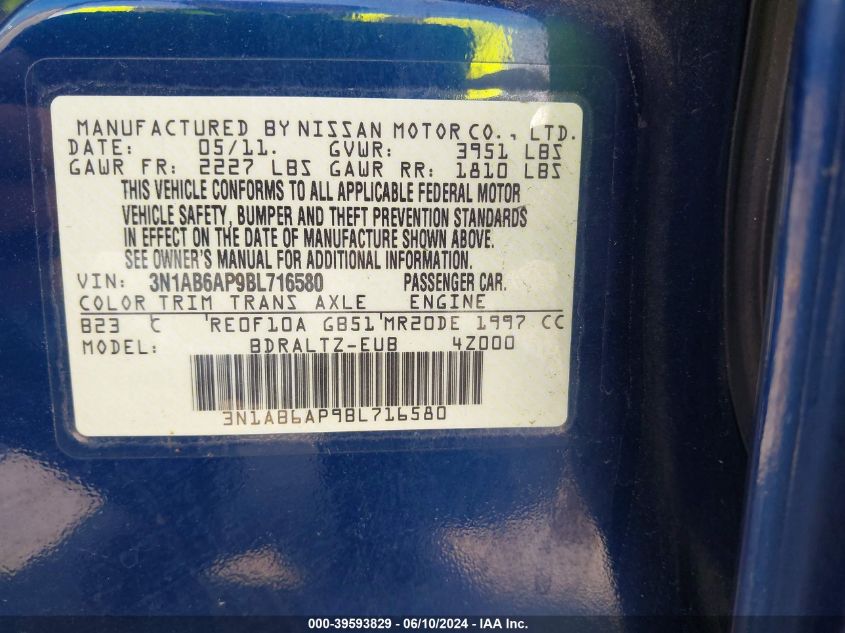 MANUFACTURED BY NISSAN MOTOR CO., LTD.
DATE: 05/11. GVWR: 3951 LBS
GAWR FR: 2227 LBS GAWR RR: 1810 LBS
THIS VEHICLE CONFORMS TO ALL APPLICABLE FEDERAL MOTOR
VEHICLE SAFETY, BUMPER AND THEFT PREVENTION STANDARDS
IN EFFECT ON THE DATE OF MANUFACTURE SHOWN ABOVE.
SEE OWNER'S MANUAL FOR ADDITIONAL INFORMATION.
VIN: 3N1AB6AP9BL716580 PASSENGER CAR.
COLOR TRIM TRANS AXLE ENGINE
B23 C RE0F10A GB51 MR20DE 1997 CC
MODEL: BDRALTZ-EUB 4Z000
3N1AB6AP9BL716580
000-39593829 - 06/10/2024 - IAA Inc.